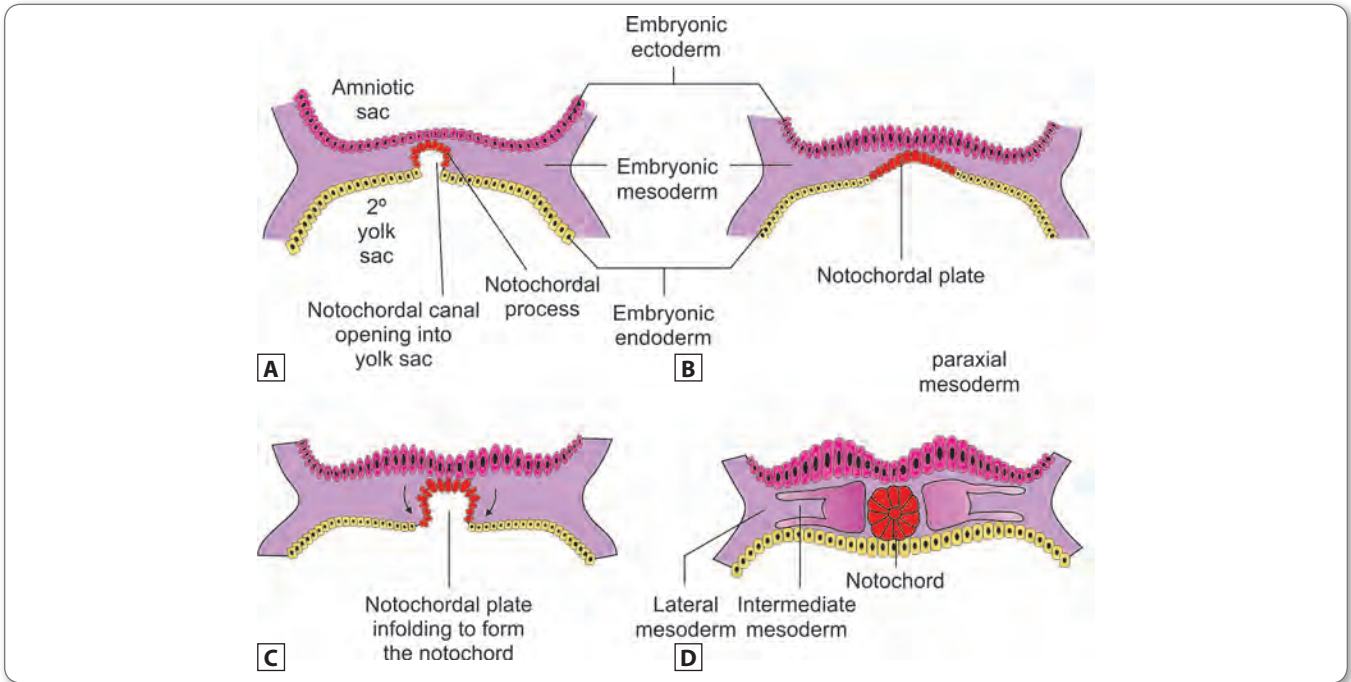 Embryonic
ectoderm
Amniotic
sac
Embryonic
mesoderm
2º
yolk
sac
Notochordal plate
Notochordal
process
Notochordal canal
opening into
yolk sac
Embryonic
endoderm
A
B
paraxial
mesoderm
Notochord
Notochordal plate
infolding to form
the notochord
Lateral
mesoderm
Intermediate
mesoderm
C
D